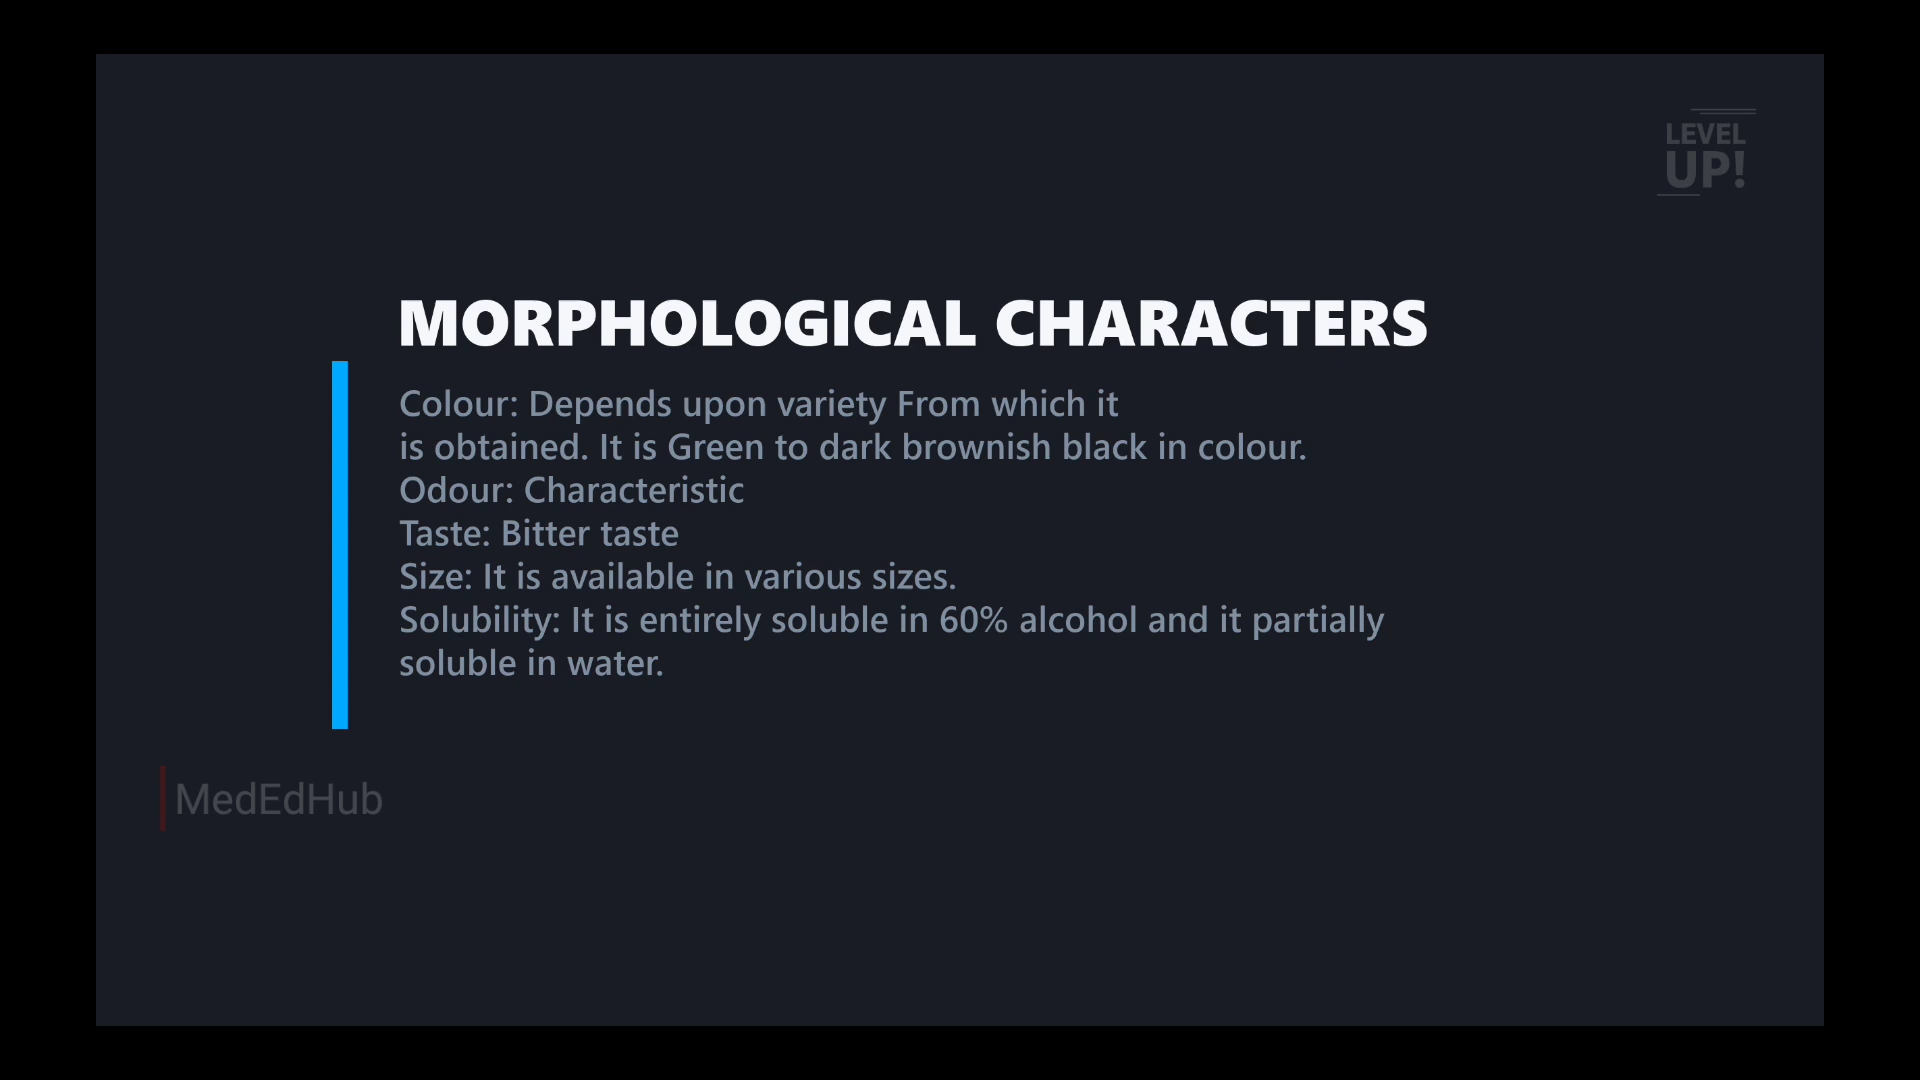 LEVEL
UP!
MORPHOLOGICAL CHARACTERS
Colour: Depends upon variety From which it
is obtained. It is Green to dark brownish black in colour.
Odour: Characteristic
Taste: Bitter taste
Size: It is available in various sizes.
Solubility: It is entirely soluble in 60% alcohol and it partially
soluble in water.
MedEdHub